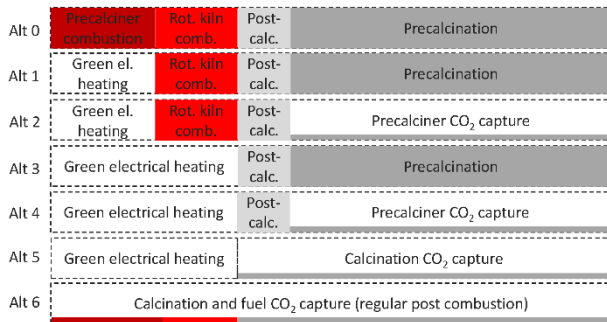 Alt 0
Precalciner
combustion
Rot. kiln
comb.
Post-
calc.
Precalcination
Alt 1
Green el.
heating
Rot. kiln
comb.
Post-
calc.
Precalcination
Alt 2
Green el.
heating
Rot. kiln
comb.
Post-
calc.
Precalciner CO₂ capture
Alt 3
Green electrical heating
Post-
calc.
Precalcination
Alt 4
Green electrical heating
Post-
calc.
Precalciner CO₂ capture
Alt 5
Green electrical heating
Calcination CO₂ capture
Alt 6
Calcination and fuel CO₂ capture (regular post combustion)